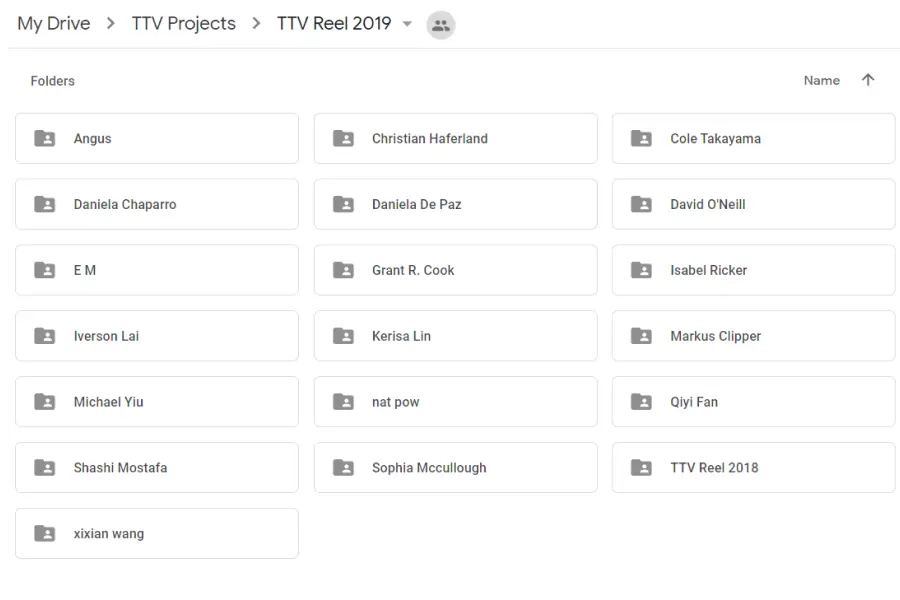 My Drive > TTV Projects > TTV Reel 2019
Folders Name
Angus Christian Haferland Cole Takayama
Daniela Chaparro Daniela De Paz David O'Neill
E M Grant R. Cook Isabel Ricker
Iverson Lai Kerisa Lin Markus Clipper
Michael Yiu nat pow Qiyi Fan
Shashi Mostafa Sophia Mccullough TTV Reel 2018
xixian wang